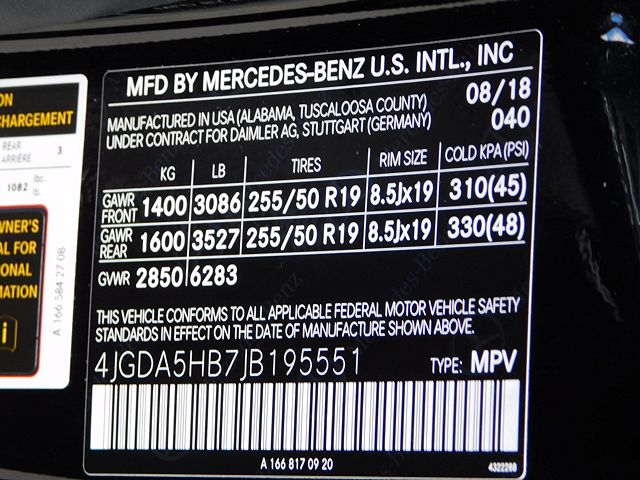 ON
CHARGEMENT
REAR
ARRIÈRE 3
1082 lbs.
lb.
WNER'S
AL FOR
ONAL
MATION
i
A 166 584 27 08
MFD BY MERCEDES-BENZ U.S. INTL., INC
MANUFACTURED IN USA (ALABAMA, TUSCALOOSA COUNTY) 08/18
UNDER CONTRACT FOR DAIMLER AG, STUTTGART (GERMANY) 040
KG LB TIRES RIM SIZE COLD KPA (PSI)
GAWR FRONT 1400 3086 255/50 R19 8.5Jx19 310(45)
GAWR REAR 1600 3527 255/50 R19 8.5Jx19 330(48)
GVWR 2850 6283
THIS VEHICLE CONFORMS TO ALL APPLICABLE FEDERAL MOTOR VEHICLE SAFETY
STANDARDS IN EFFECT ON THE DATE OF MANUFACTURE SHOWN ABOVE.
4JGDA5HB7JB195551 TYPE: MPV
A 166 817 09 20 4322288